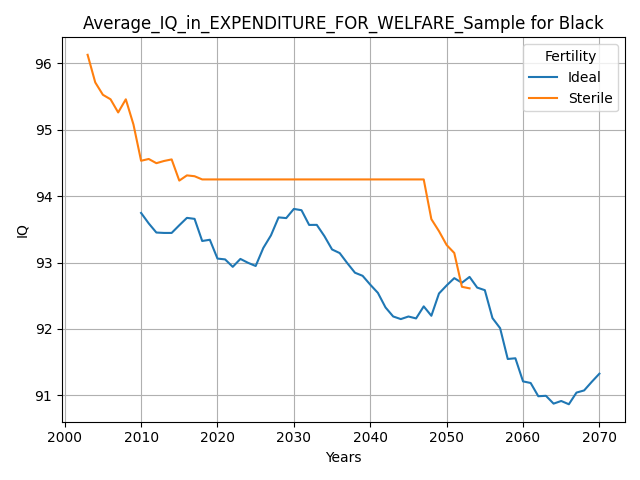 Average_IQ_in_EXPENDITURE_FOR_WELFARE_Sample for Black
Fertility
Ideal
Sterile
96
95
94
93
92
91
IQ
2000 2010 2020 2030 2040 2050 2060 2070
Years